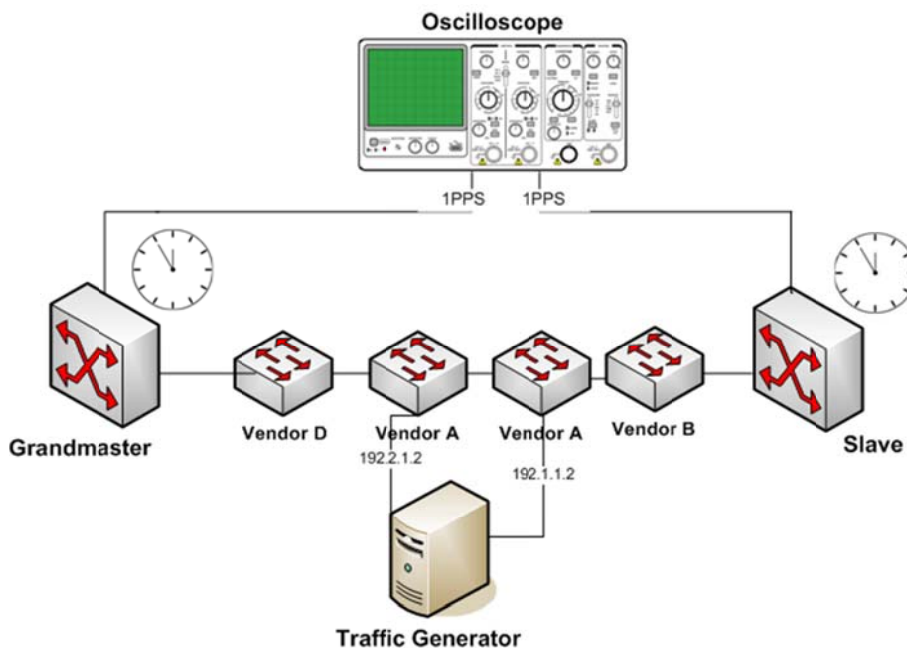 Oscilloscope
1PPS 1PPS
Grandmaster
Vendor D
Vendor A
Vendor A
Vendor B
Slave
192.2.1.2
192.1.1.2
Traffic Generator